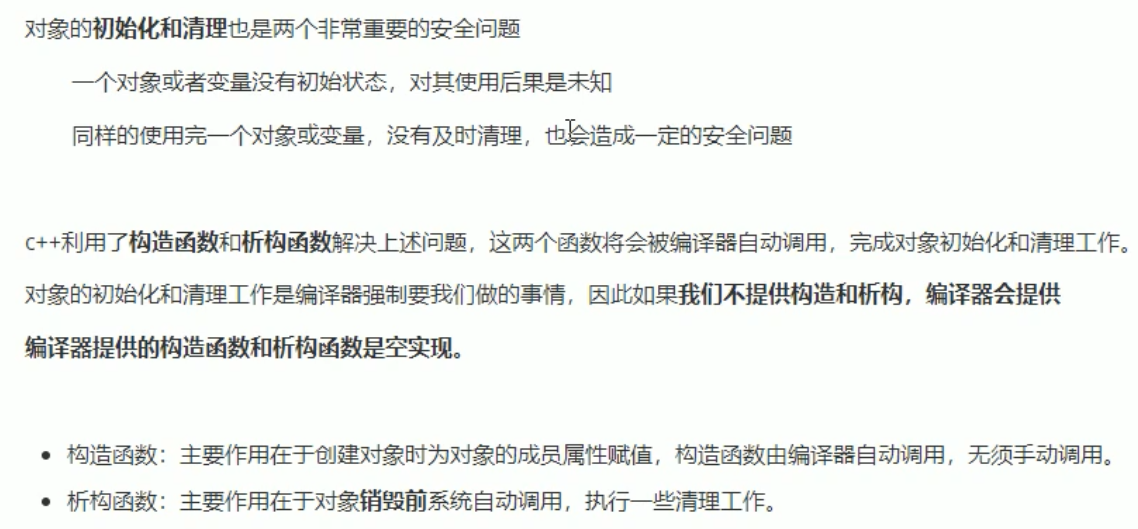 对象的初始化和清理也是两个非常重要的安全问题
一个对象或者变量没有初始状态，对其使用后果是未知
同样的使用完一个对象或变量，没有及时清理，也会造成一定的安全问题
c++利用了构造函数和析构函数解决上述问题，这两个函数将会被编译器自动调用，完成对象初始化和清理工作。
对象的初始化和清理工作是编译器强制要我们做的事情，因此如果我们不提供构造和析构，编译器会提供
编译器提供的构造函数和析构函数是空实现。
• 构造函数：主要作用在于创建对象时为对象的成员属性赋值，构造函数由编译器自动调用，无须手动调用。
• 析构函数：主要作用在于对象销毁前系统自动调用，执行一些清理工作。